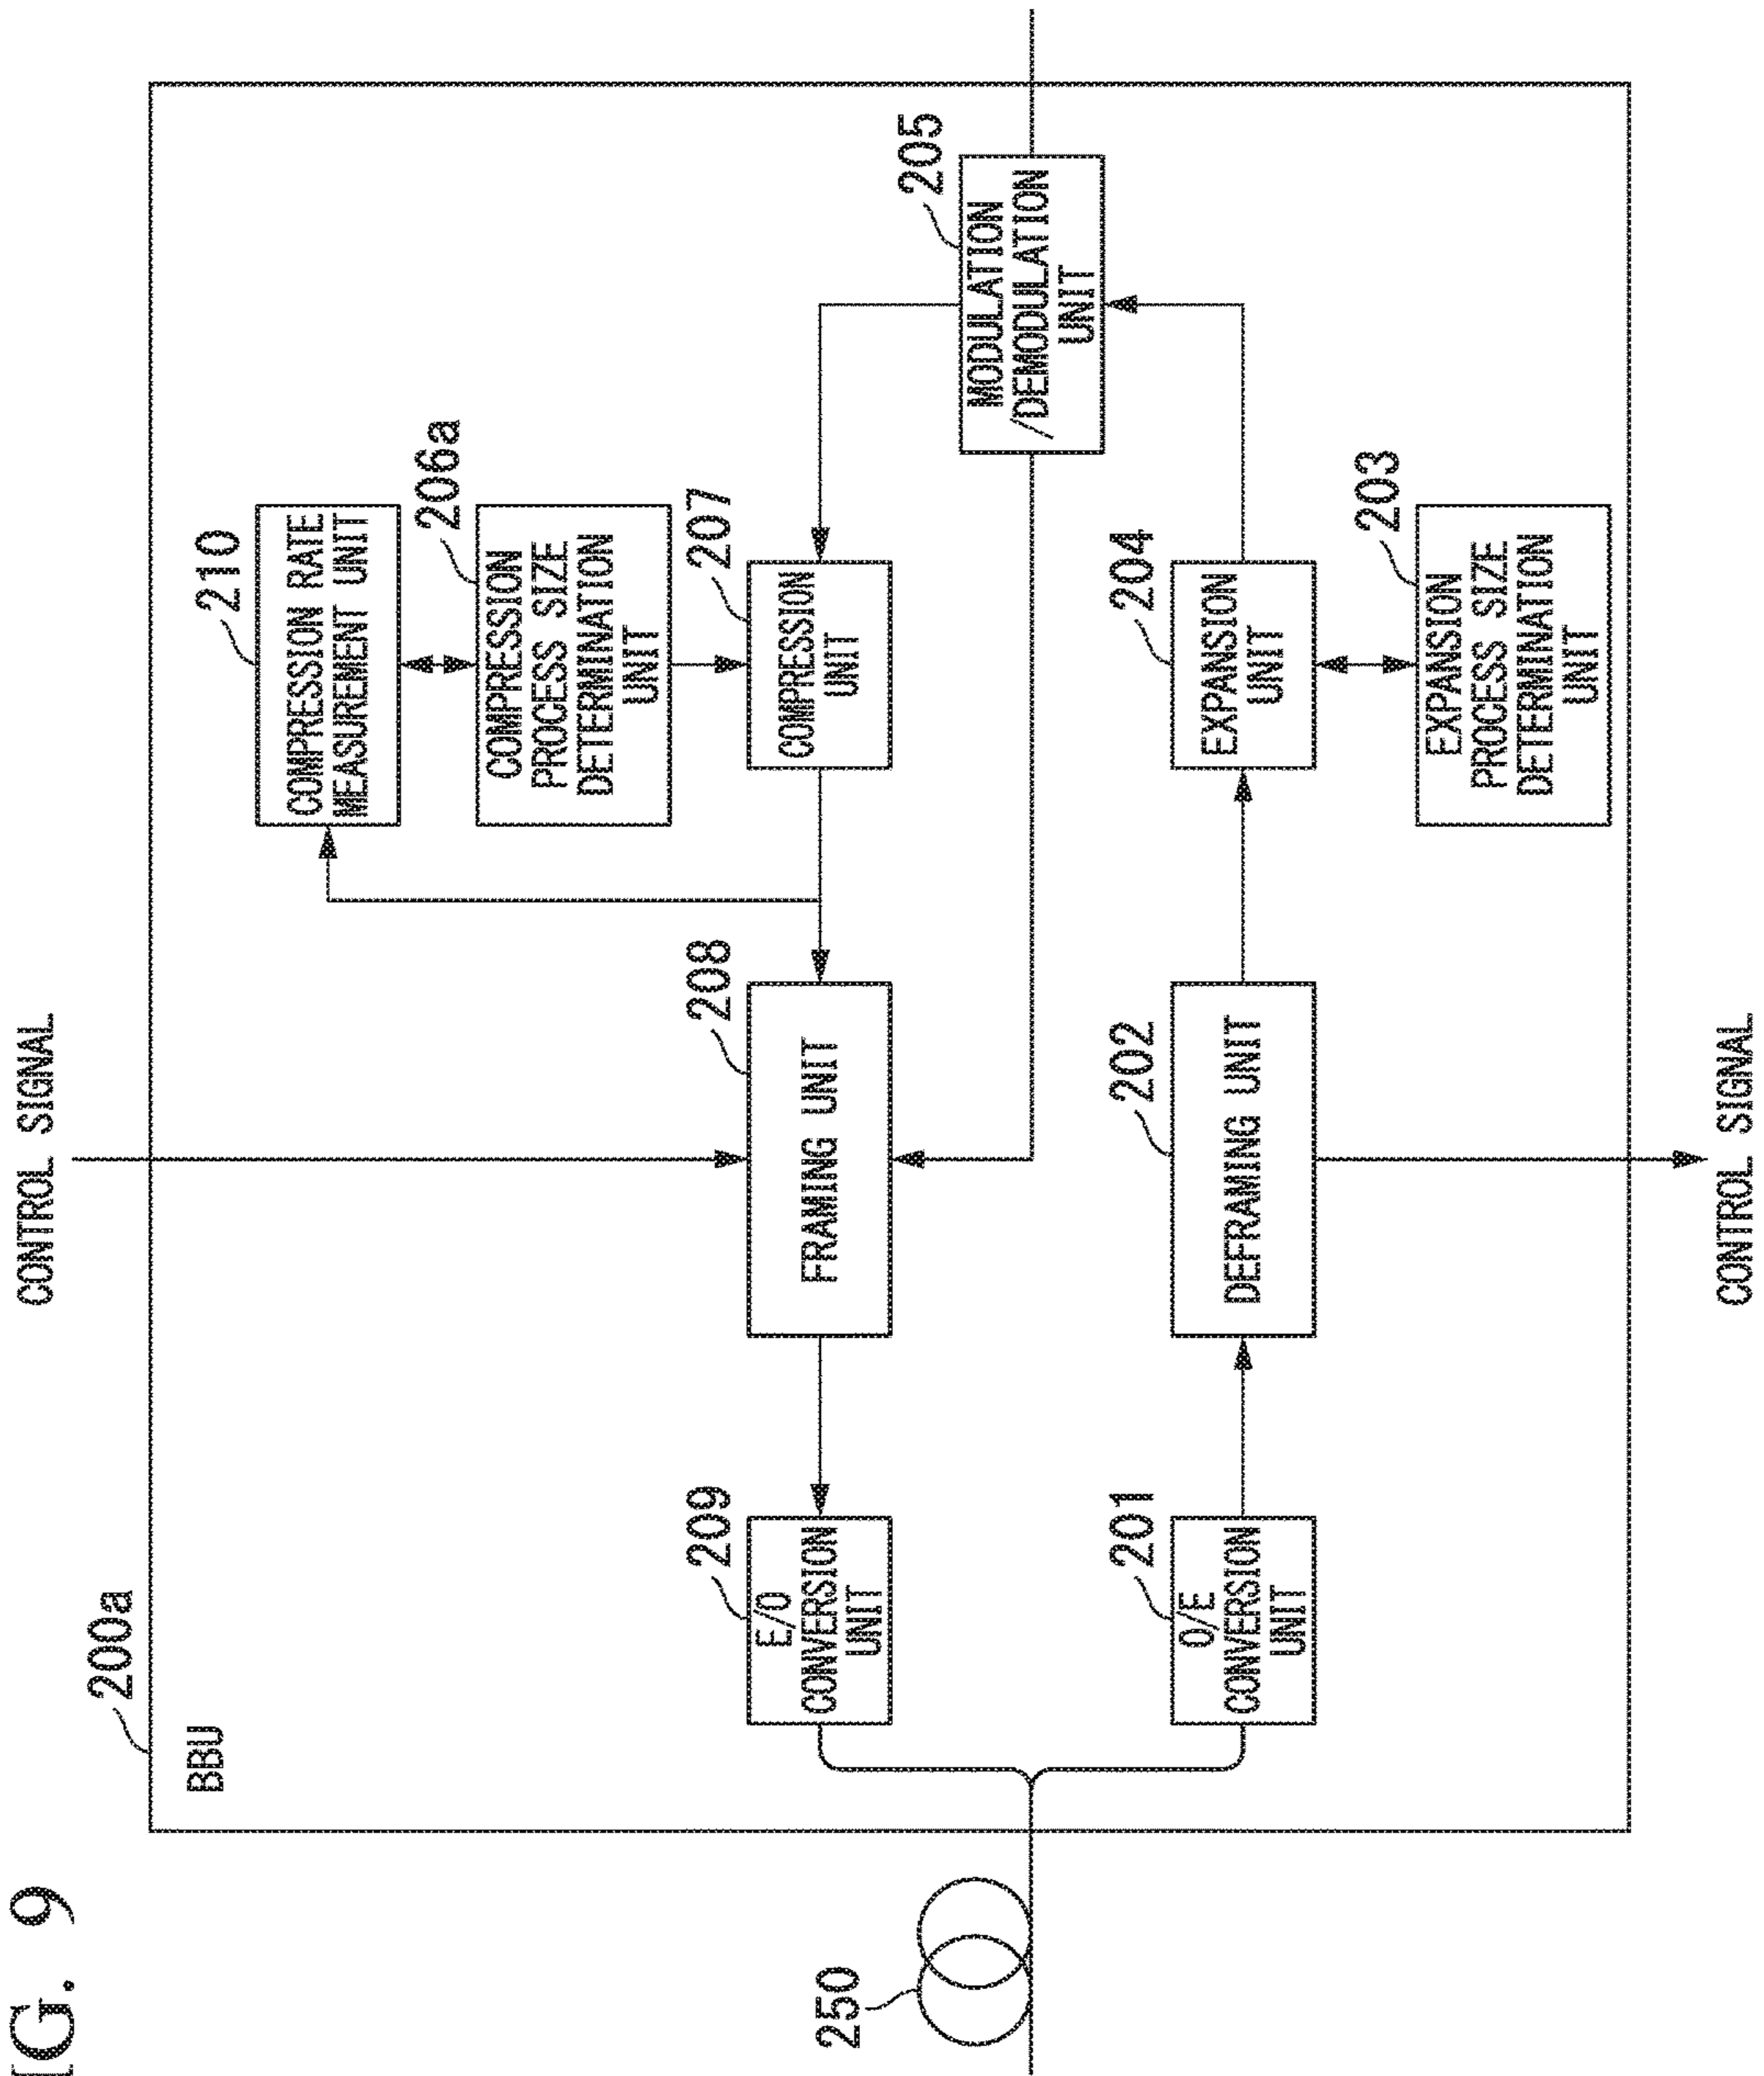 IG. 9
CONTROL SIGNAL
200a
BBU
210
COMPRESSION RATE
MEASUREMENT UNIT
206a
COMPRESSION
PROCESS SIZE
DETERMINATION
UNIT
209
E/O
CONVERSION
UNIT
208
FRAMING UNIT
207
COMPRESSION
UNIT
205
MODULATION
/DEMODULATION
UNIT
250
201
O/E
CONVERSION
UNIT
202
DEFRAMING UNIT
204
EXPANSION
UNIT
203
EXPANSION
PROCESS SIZE
DETERMINATION
UNIT
CONTROL SIGNAL